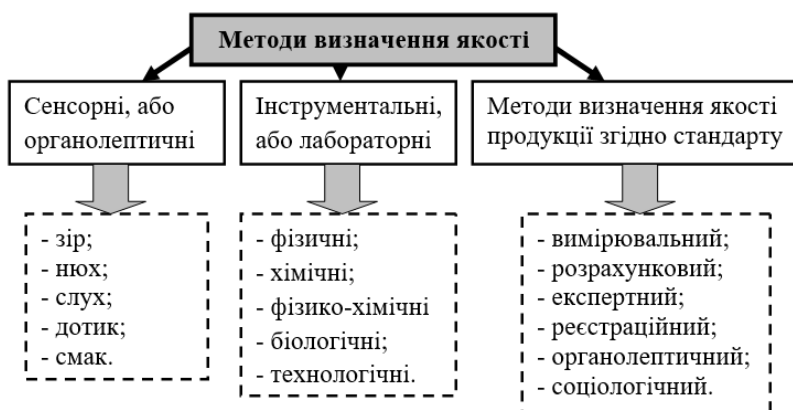 Методи визначення якості
Сенсорні, або
органолептичні
- зір;
- нюх;
- слух;
- дотик;
- смак.
Інструментальні,
або лабораторні
- фізичні;
- хімічні;
- фізико-хімічні
- біологічні;
- технологічні.
Методи визначення якості
продукції згідно стандарту
- вимірювальний;
- розрахунковий;
- експертний;
- реєстраційний;
- органолептичний;
- соціологічний.